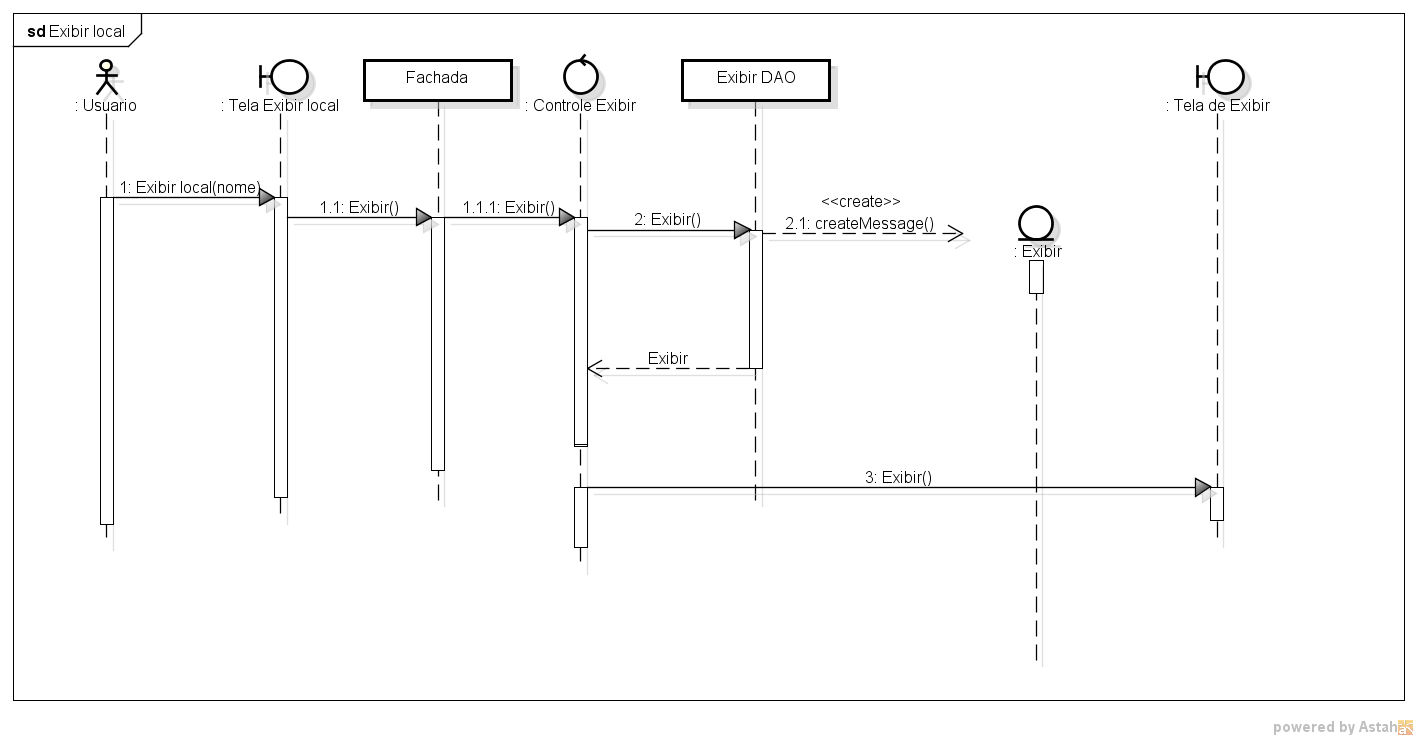 sd Exibir local
: Usuario
: Tela Exibir local
Fachada
: Controle Exibir
Exibir DAO
: Tela de Exibir
1: Exibir local(nome)
1.1: Exibir()
1.1.1: Exibir()
2: Exibir()
<<create>>
2.1: createMessage()
: Exibir
Exibir
3: Exibir()
powered by Astah